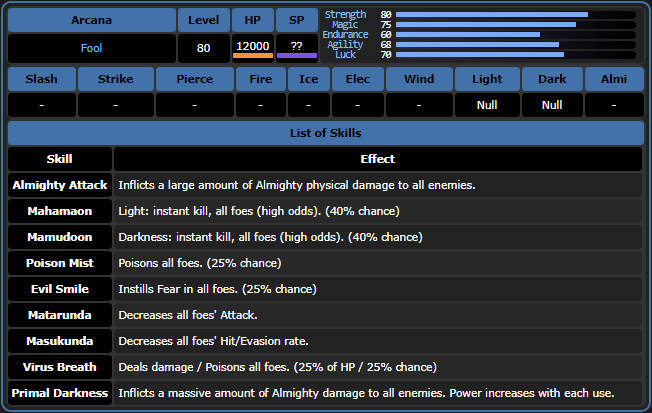 Arcana Level HP SP
Fool 80 12000 ??
Strength 80
Magic 75
Endurance 60
Agility 68
Luck 70
Slash Strike Pierce Fire Ice Elec Wind Light Dark Almi
- - - - - - - Null Null -
List of Skills
Skill Effect
Almighty Attack Inflicts a large amount of Almighty physical damage to all enemies.
Mahamaon Light: instant kill, all foes (high odds). (40% chance)
Mamudoon Darkness: instant kill, all foes (high odds). (40% chance)
Poison Mist Poisons all foes. (25% chance)
Evil Smile Instills Fear in all foes. (25% chance)
Matarunda Decreases all foes' Attack.
Masukunda Decreases all foes' Hit/Evasion rate.
Virus Breath Deals damage / Poisons all foes. (25% of HP / 25% chance)
Primal Darkness Inflicts a massive amount of Almighty damage to all enemies. Power increases with each use.